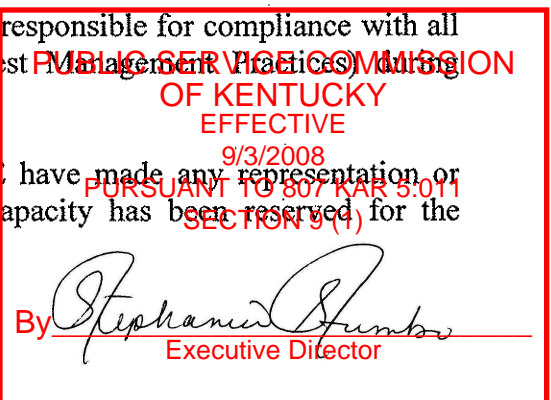 responsible for compliance with all
est Management Practices) during
PUBLIC SERVICE COMMISSION
OF KENTUCKY
EFFECTIVE
9/3/2008
have made any representation or
PURSUANT TO 807 KAR 5:011
apacity has been reserved for the
SECTION 9 (1)
By Stephanie Stumbo
Executive Director